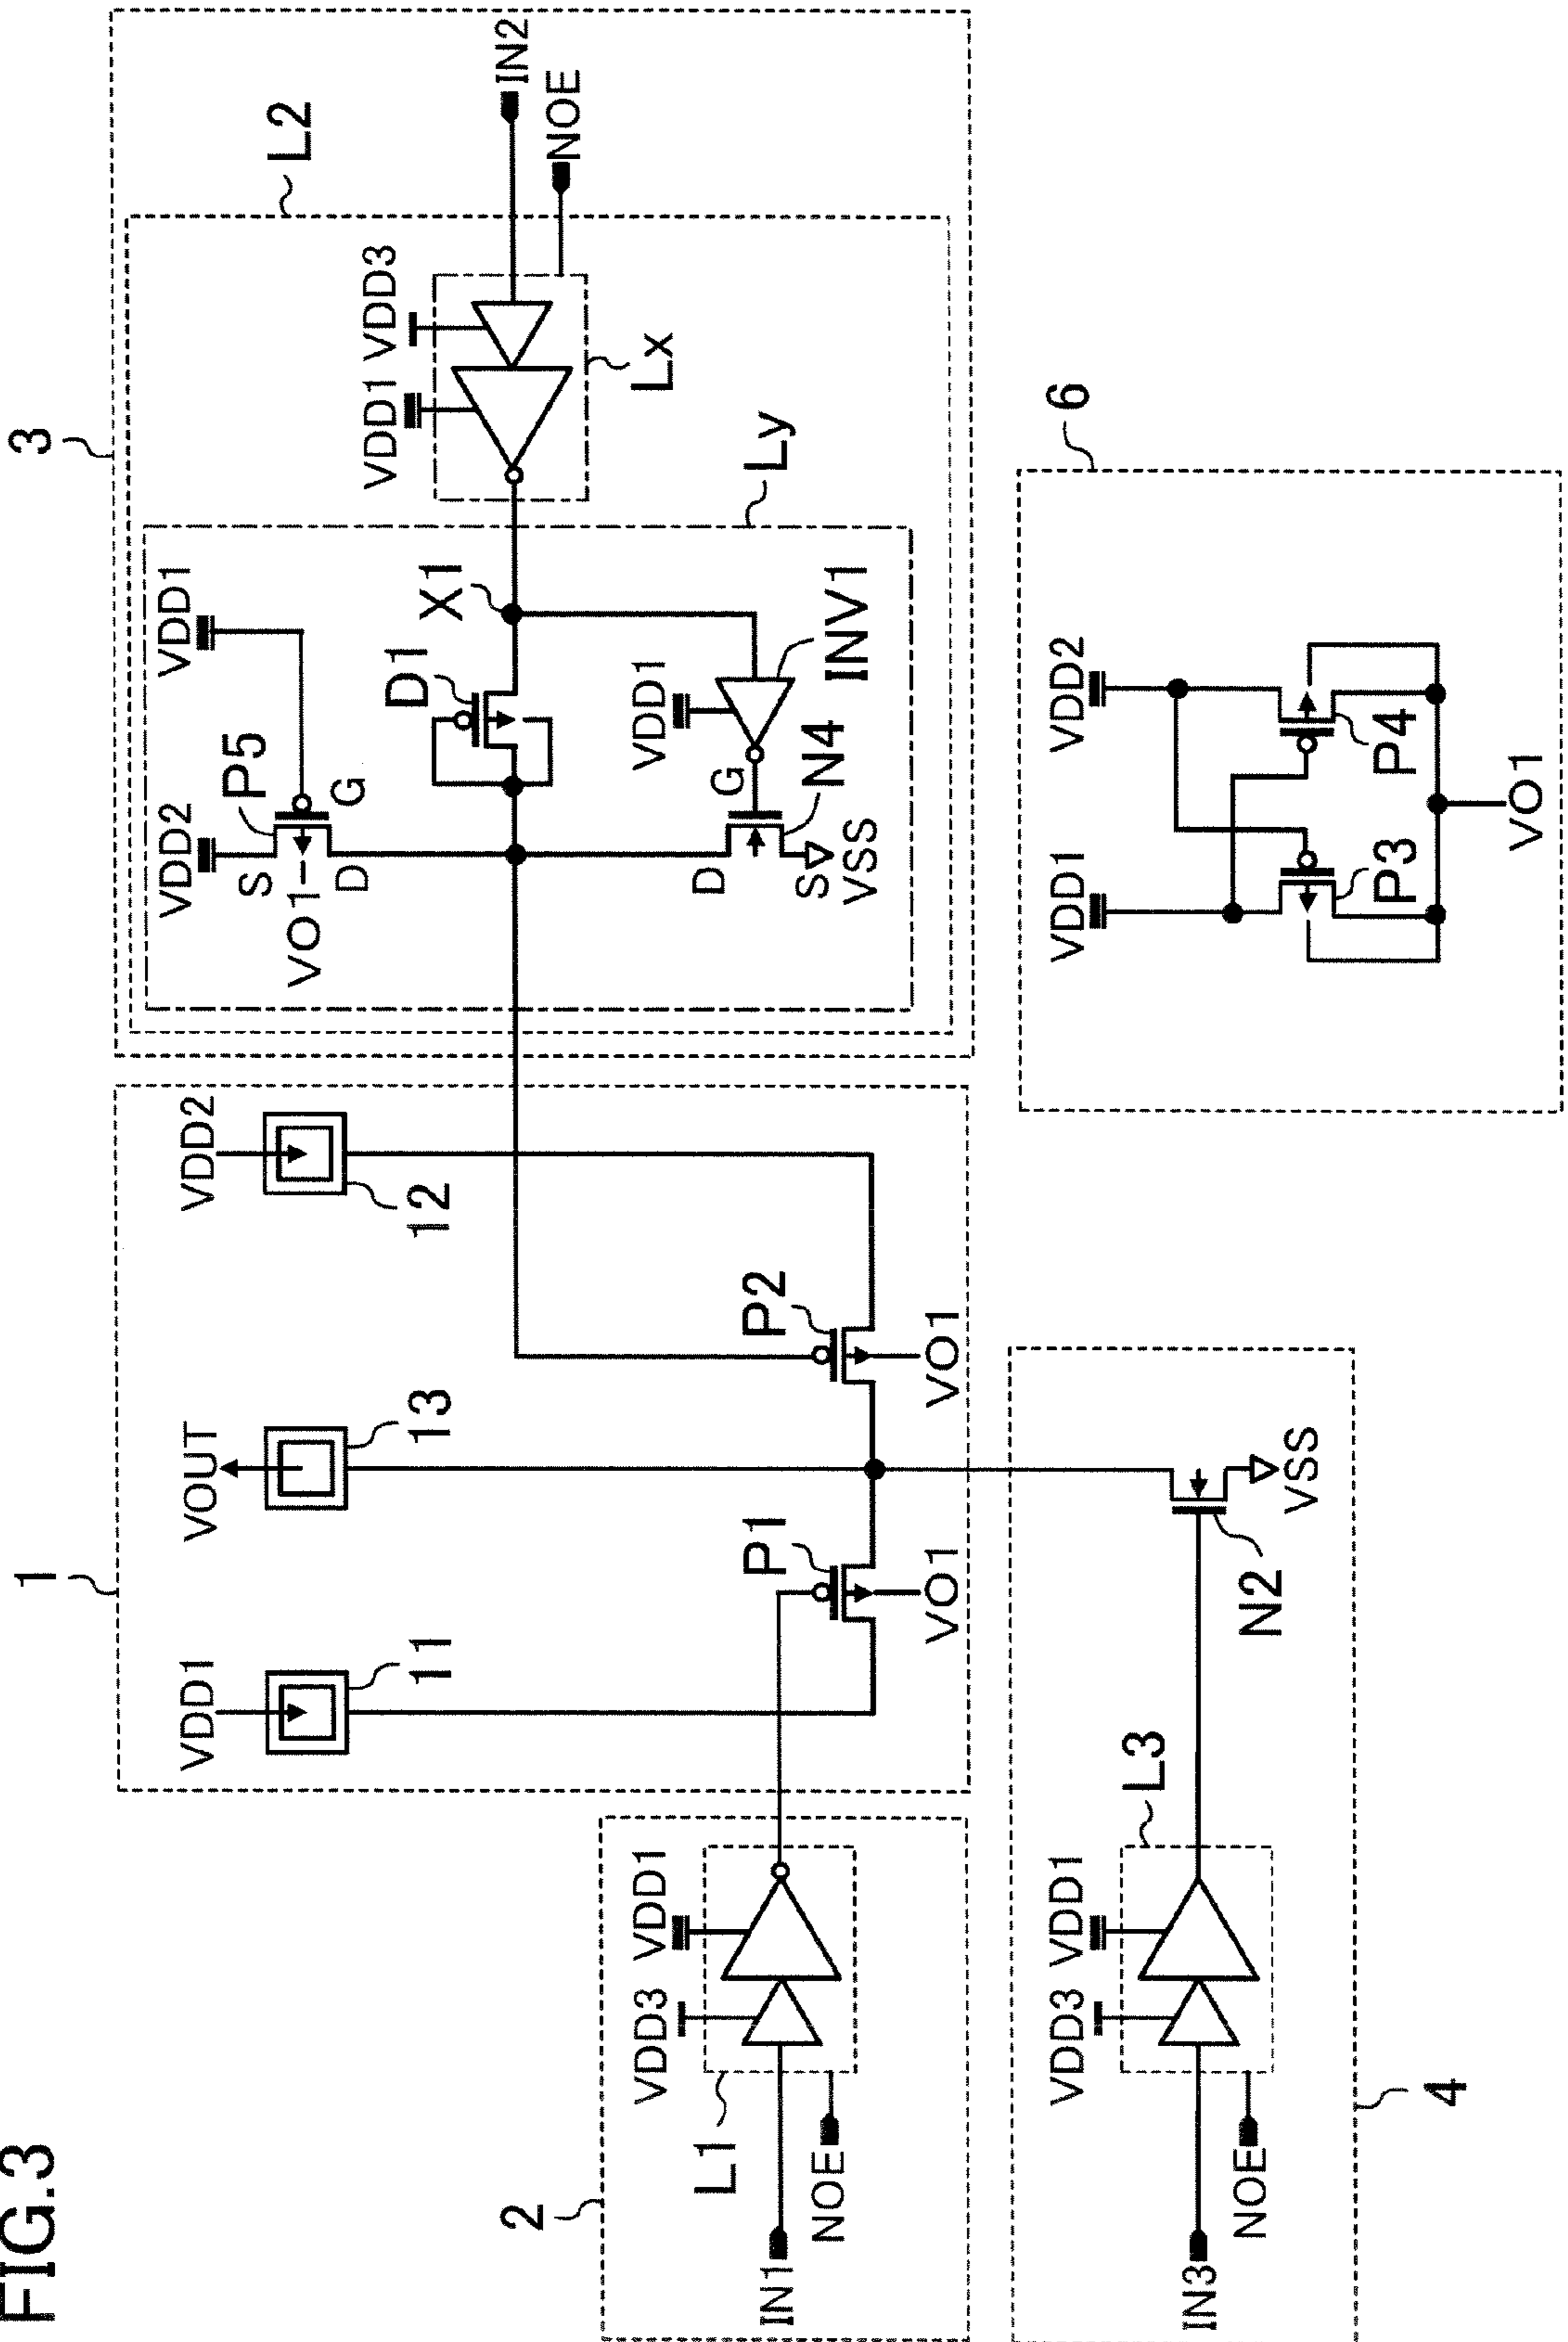 FIG.3
1
VDD1
11
VOUT
13
VDD2
12
P1
VO1
P2
VO1
2
VDD3
VDD1
L1
IN1
NOE
3
L2
VDD2
P5
S
G
D
VO1
VDD1
D1
X1
VDD1
INV1
G
N4
D
S
VSS
Ly
VDD1
VDD3
Lx
IN2
NOE
4
VDD3
VDD1
L3
IN3
NOE
N2
VSS
6
VDD1
VDD2
P3
P4
VO1